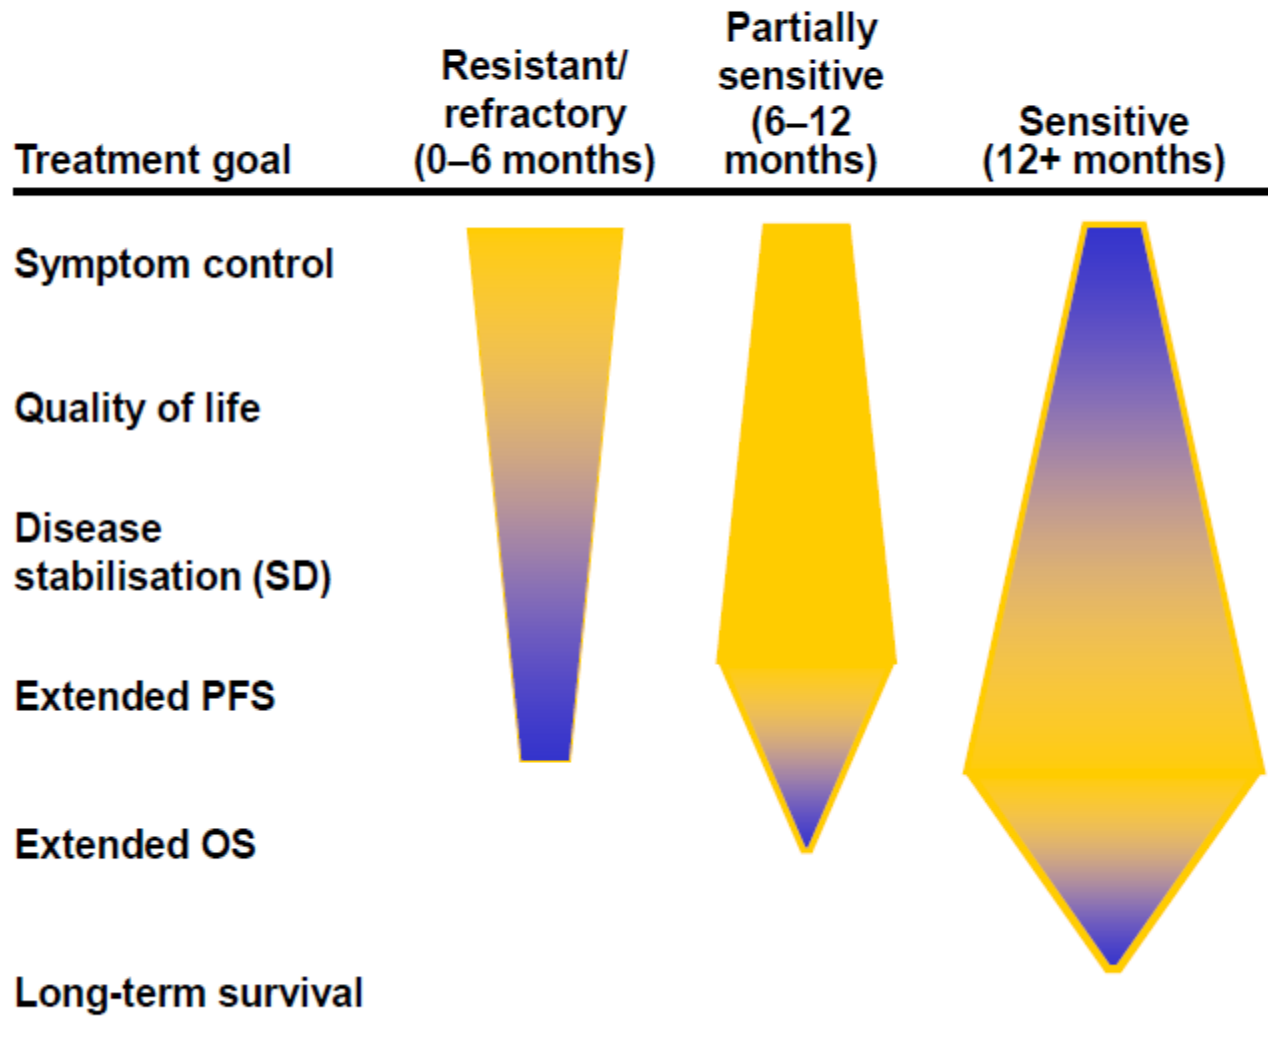 Treatment goal
Resistant/
refractory
(0–6 months)
Partially
sensitive
(6–12
months)
Sensitive
(12+ months)
Symptom control
Quality of life
Disease
stabilisation (SD)
Extended PFS
Extended OS
Long-term survival